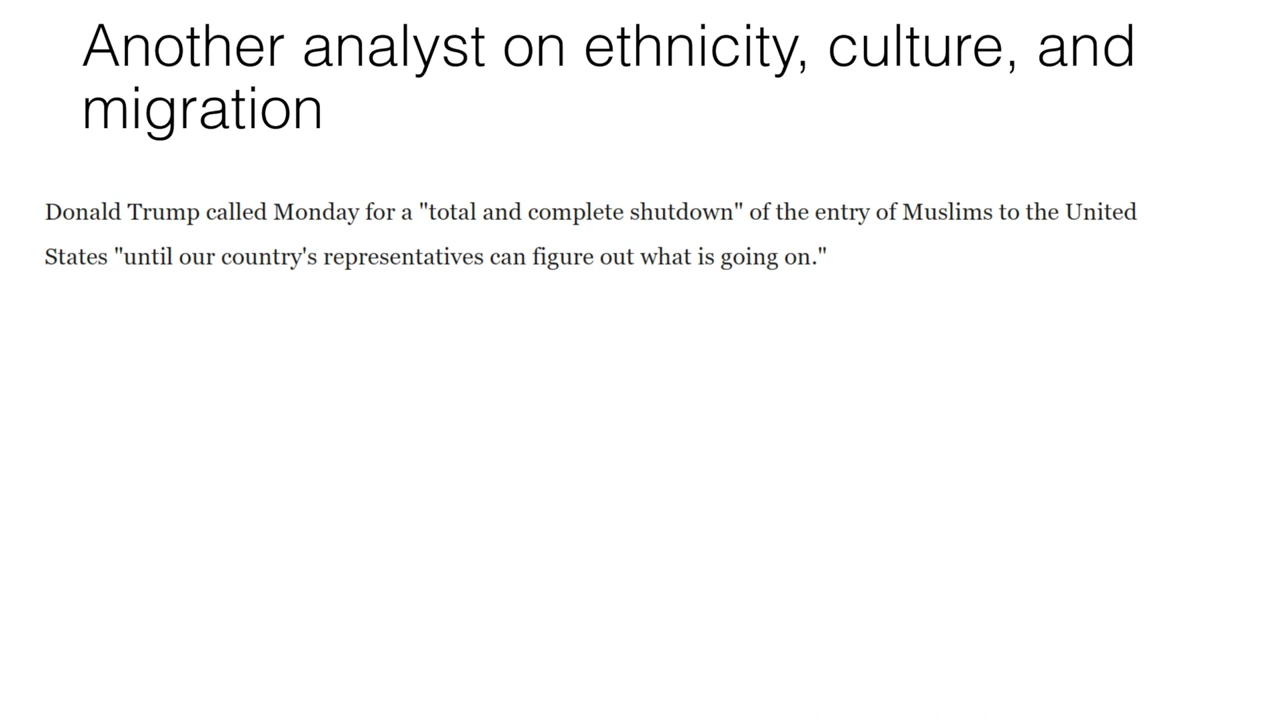 Another analyst on ethnicity, culture, and
migration
Donald Trump called Monday for a "total and complete shutdown" of the entry of Muslims to the United
States "until our country's representatives can figure out what is going on."